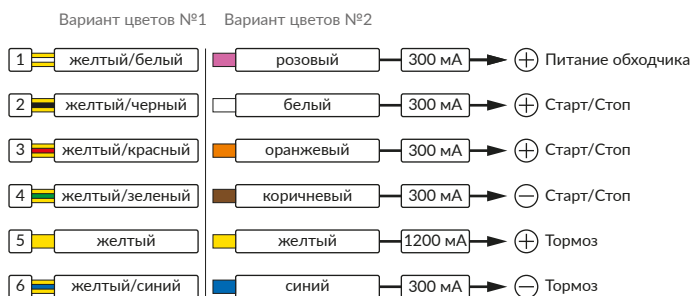 Вариант цветов №1 Вариант цветов №2
1 желтый/белый розовый 300 мА + Питание обходчика
2 желтый/черный белый 300 мА + Старт/Стоп
3 желтый/красный оранжевый 300 мА + Старт/Стоп
4 желтый/зеленый коричневый 300 мА − Старт/Стоп
5 желтый желтый 1200 мА + Тормоз
6 желтый/синий синий 300 мА − Тормоз